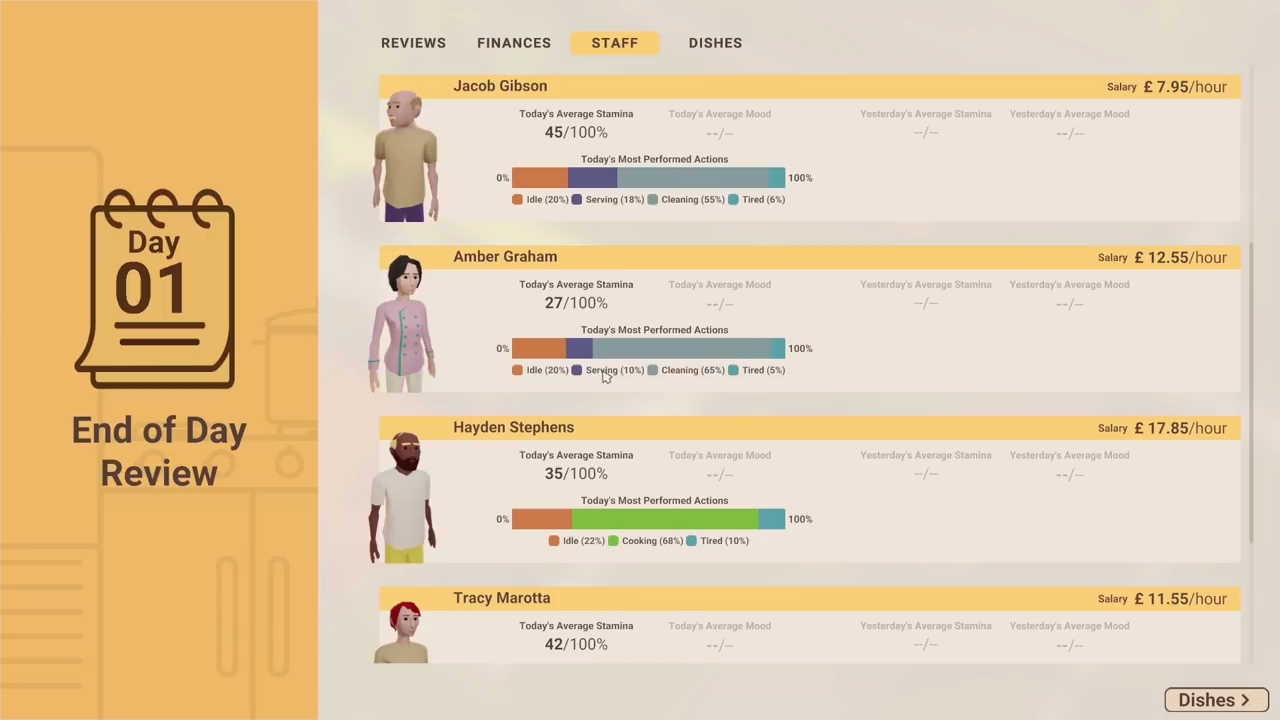 REVIEWS FINANCES STAFF DISHES
Day
01
End of Day
Review
Jacob Gibson Salary £ 7.95/hour
Today's Average Stamina Today's Average Mood Yesterday's Average Stamina Yesterday's Average Mood
45/100% --/-- --/-- --/--
Today's Most Performed Actions
0% 100%
Idle (20%) Serving (18%) Cleaning (55%) Tired (6%)
Amber Graham Salary £ 12.55/hour
Today's Average Stamina Today's Average Mood Yesterday's Average Stamina Yesterday's Average Mood
27/100% --/-- --/-- --/--
Today's Most Performed Actions
0% 100%
Idle (20%) Serving (10%) Cleaning (65%) Tired (5%)
Hayden Stephens Salary £ 17.85/hour
Today's Average Stamina Today's Average Mood Yesterday's Average Stamina Yesterday's Average Mood
35/100% --/-- --/-- --/--
Today's Most Performed Actions
0% 100%
Idle (22%) Cooking (68%) Tired (10%)
Tracy Marotta Salary £ 11.55/hour
Today's Average Stamina Today's Average Mood Yesterday's Average Stamina Yesterday's Average Mood
42/100% --/-- --/-- --/--
Dishes >